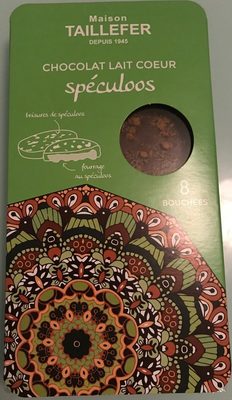 Maison
TAILLEFER
DEPUIS 1945
CHOCOLAT LAIT COEUR
spéculoos
brisures de spéculoos
fourrage
au spéculoos
8
BOUCHÉES